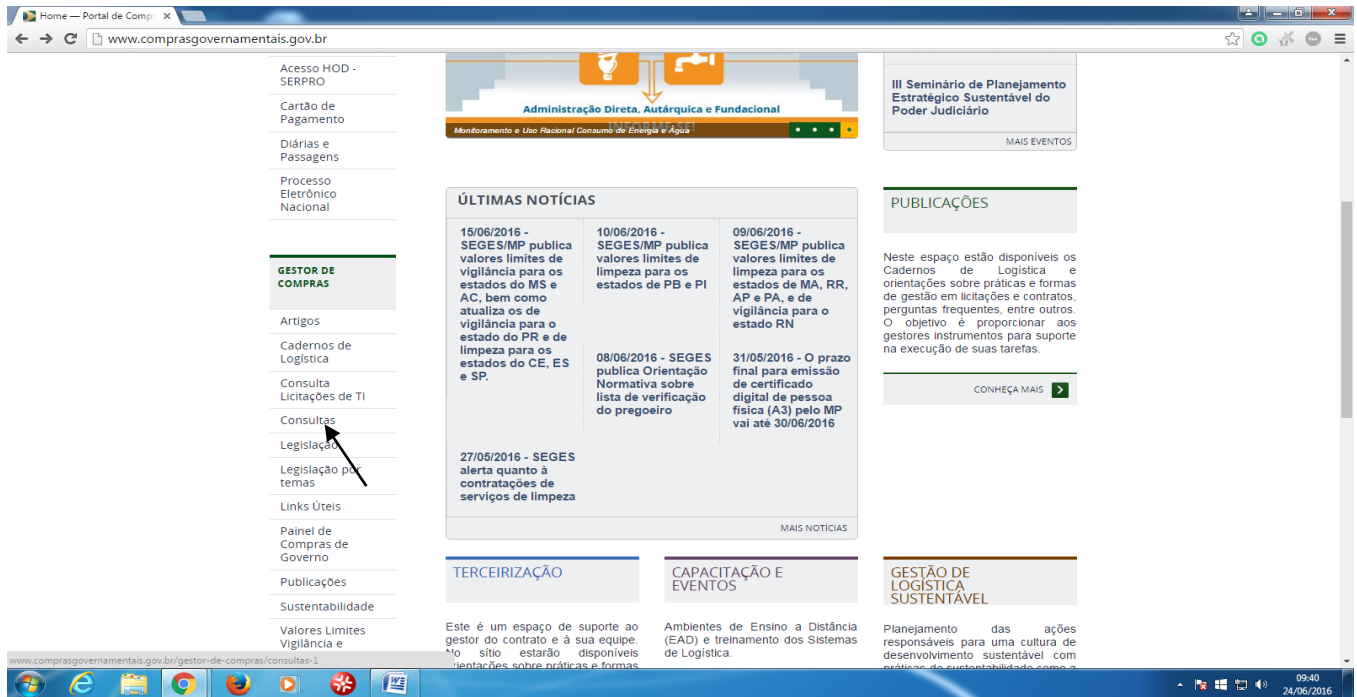 Home — Portal de Comp
www.comprasgovernamentais.gov.br
Acesso HOD -
SERPRO
Cartão de
Pagamento
Diárias e
Passagens
Processo
Eletrônico
Nacional
GESTOR DE
COMPRAS
Artigos
Cadernos de
Logística
Consulta
Licitações de TI
Consultas
Legislação
Legislação por
temas
Links Úteis
Painel de
Compras de
Governo
Publicações
Sustentabilidade
Valores Limites
Vigilância e
Administração Direta, Autárquica e Fundacional
INFORME-SE!
Monitoramento e Uso Racional Consumo de Energia e Água
III Seminário de Planejamento
Estratégico Sustentável do
Poder Judiciário
MAIS EVENTOS
ÚLTIMAS NOTÍCIAS
15/06/2016 -
SEGES/MP publica
valores limites de
vigilância para os
estados do MS e
AC, bem como
atualiza os de
vigilância para o
estado do PR e de
limpeza para os
estados do CE, ES
e SP.
10/06/2016 -
SEGES/MP publica
valores limites de
limpeza para os
estados de PB e PI
09/06/2016 -
SEGES/MP publica
valores limites de
limpeza para os
estados de MA, RR,
AP e PA, e de
vigilância para o
estado RN
08/06/2016 - SEGES
publica Orientação
Normativa sobre
lista de verificação
do pregoeiro
31/05/2016 - O prazo
final para emissão
de certificado
digital de pessoa
física (A3) pelo MP
vai até 30/06/2016
27/05/2016 - SEGES
alerta quanto à
contratações de
serviços de limpeza
MAIS NOTÍCIAS
PUBLICAÇÕES
Neste espaço estão disponíveis os
Cadernos de Logística e
orientações sobre práticas e formas
de gestão em licitações e contratos,
perguntas frequentes, entre outros.
O objetivo é proporcionar aos
gestores instrumentos para suporte
na execução de suas tarefas.
CONHEÇA MAIS
TERCEIRIZAÇÃO
Este é um espaço de suporte ao
gestor do contrato e à sua equipe.
No sítio estarão disponíveis
orientações sobre práticas e formas
CAPACITAÇÃO E
EVENTOS
Ambientes de Ensino a Distância
(EAD) e treinamento dos Sistemas
de Logística.
GESTÃO DE
LOGÍSTICA
SUSTENTÁVEL
Planejamento das ações
responsáveis para uma cultura de
desenvolvimento sustentável com
práticas de sustentabilidade como a
www.comprasgovernamentais.gov.br/gestor-de-compras/consultas-1
09:40
24/06/2016